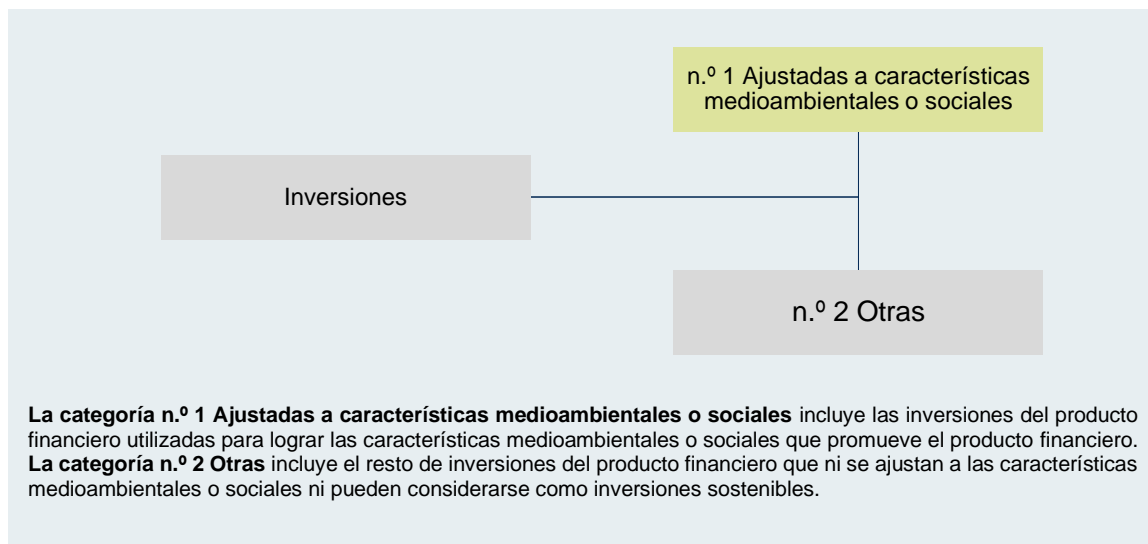 n.º 1 Ajustadas a características
medioambientales o sociales
Inversiones
n.º 2 Otras
La categoría n.º 1 Ajustadas a características medioambientales o sociales incluye las inversiones del producto
financiero utilizadas para lograr las características medioambientales o sociales que promueve el producto financiero.
La categoría n.º 2 Otras incluye el resto de inversiones del producto financiero que ni se ajustan a las características
medioambientales o sociales ni pueden considerarse como inversiones sostenibles.